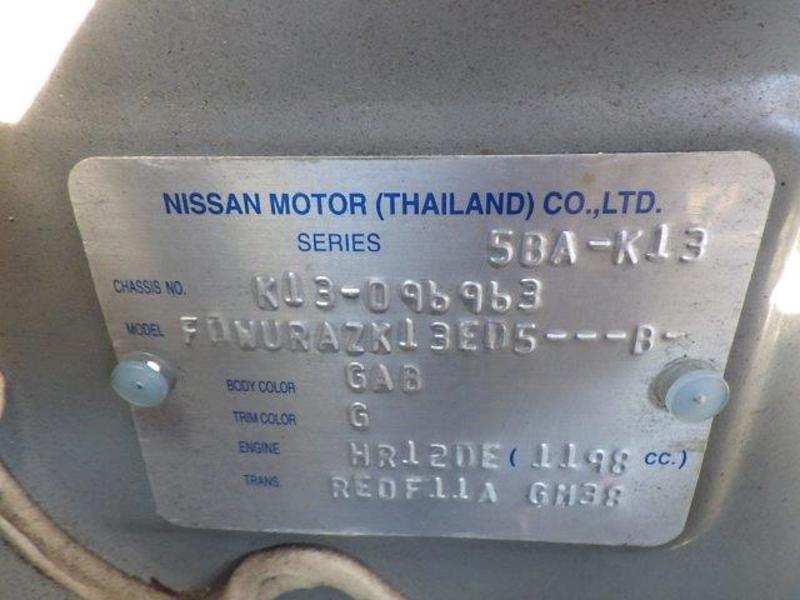 NISSAN MOTOR (THAILAND) CO.,LTD.
SERIES 5BA-K13
CHASSIS NO. K13-096963
MODEL FDWURAZK13ED5---B-
BODY COLOR GAB
TRIM COLOR G
ENGINE HR12DE ( 1198 CC.)
TRANS. RE0F11A GH38